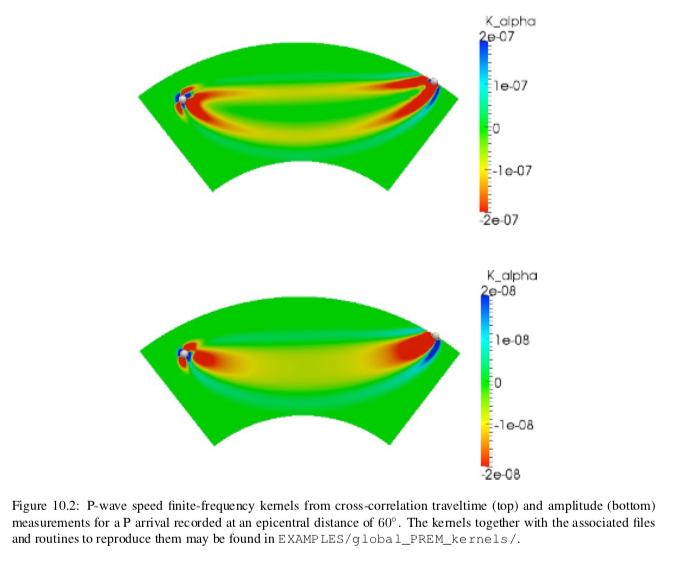 K_alpha
2e-07
1e-07
0
-1e-07
-2e-07
K_alpha
2e-08
1e-08
0
-1e-08
-2e-08
Figure 10.2: P-wave speed finite-frequency kernels from cross-correlation traveltime (top) and amplitude (bottom)
measurements for a P arrival recorded at an epicentral distance of 60°. The kernels together with the associated files
and routines to reproduce them may be found in EXAMPLES/global_PREM_kernels/.